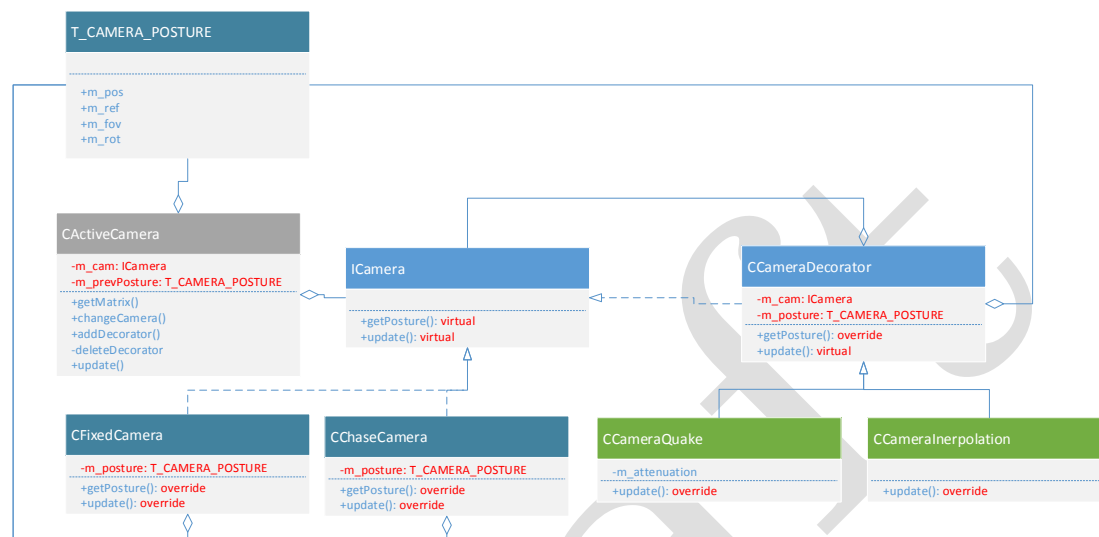 T_CAMERA_POSTURE
+m_pos
+m_ref
+m_fov
+m_rot
CActiveCamera
-m_cam: ICamera
-m_prevPosture: T_CAMERA_POSTURE
+getMatrix()
+changeCamera()
+addDecorator()
-deleteDecorator
+update()
ICamera
+getPosture(): virtual
+update(): virtual
CCameraDecorator
-m_cam: ICamera
-m_posture: T_CAMERA_POSTURE
+getPosture(): override
+update(): virtual
CFixedCamera
-m_posture: T_CAMERA_POSTURE
+getPosture(): override
+update(): override
CChaseCamera
-m_posture: T_CAMERA_POSTURE
+getPosture(): override
+update(): override
CCameraQuake
-m_attenuation
+update(): override
CCameraInerpolation
+update(): override